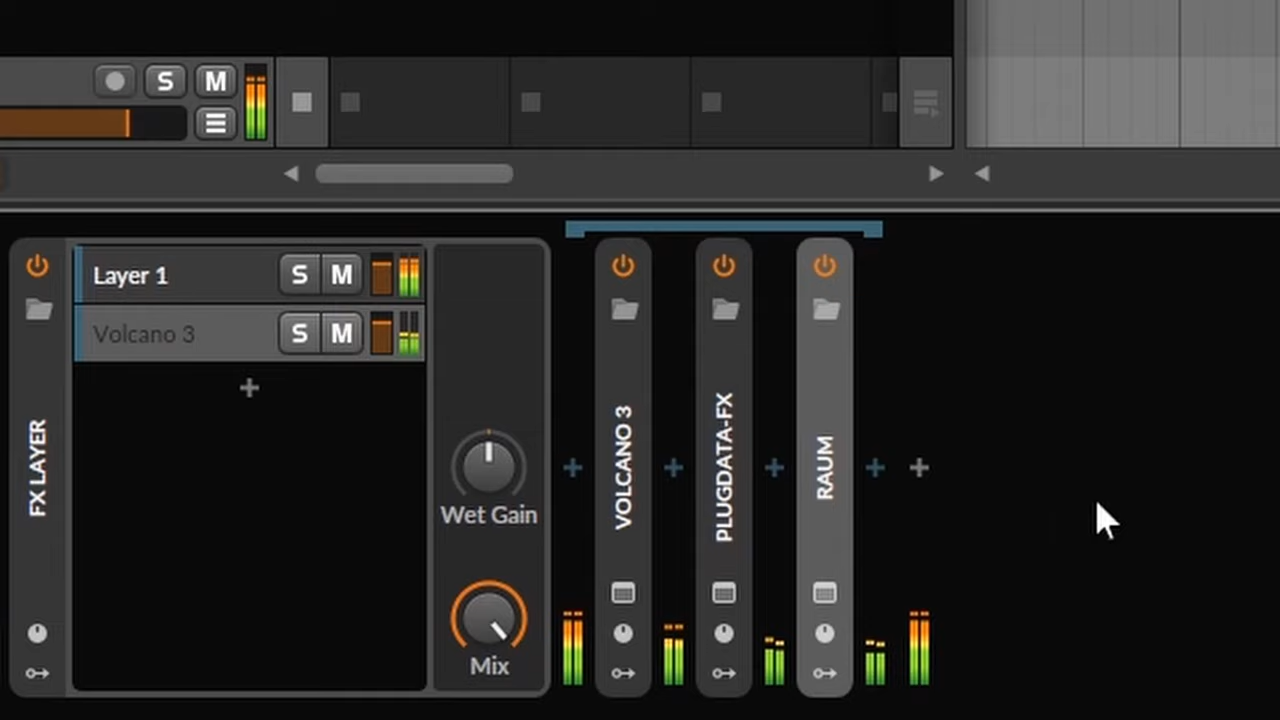 S M
Layer 1 S M
Volcano 3 S M
FX LAYER
Wet Gain
Mix
VOLCANO 3
PLUGDATA-FX
RAUM